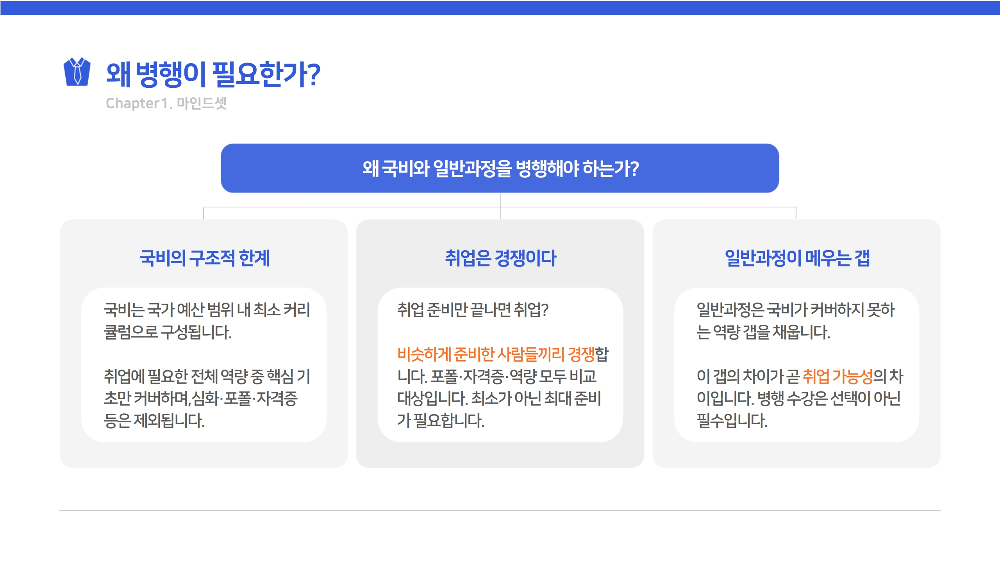 왜 병행이 필요한가?
Chapter1. 마인드셋
왜 국비와 일반과정을 병행해야 하는가?
국비의 구조적 한계
국비는 국가 예산 범위 내 최소 커리
큘럼으로 구성됩니다.
취업에 필요한 전체 역량 중 핵심 기
초만 커버하며,심화·포폴·자격증
등은 제외됩니다.
취업은 경쟁이다
취업 준비만 끝나면 취업?
비슷하게 준비한 사람들끼리 경쟁합
니다. 포폴·자격증·역량 모두 비교
대상입니다. 최소가 아닌 최대 준비
가 필요합니다.
일반과정이 메우는 갭
일반과정은 국비가 커버하지 못하
는 역량 갭을 채웁니다.
이 갭의 차이가 곧 취업 가능성의 차
이입니다. 병행 수강은 선택이 아닌
필수입니다.